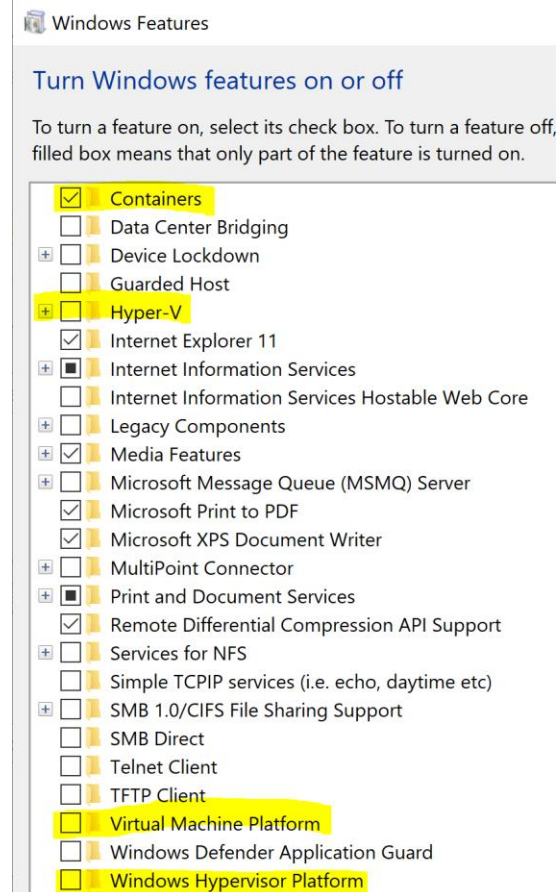 Windows Features
Turn Windows features on or off
To turn a feature on, select its check box. To turn a feature off,
filled box means that only part of the feature is turned on.
Containers
Data Center Bridging
Device Lockdown
Guarded Host
Hyper-V
Internet Explorer 11
Internet Information Services
Internet Information Services Hostable Web Core
Legacy Components
Media Features
Microsoft Message Queue (MSMQ) Server
Microsoft Print to PDF
Microsoft XPS Document Writer
MultiPoint Connector
Print and Document Services
Remote Differential Compression API Support
Services for NFS
Simple TCPIP services (i.e. echo, daytime etc)
SMB 1.0/CIFS File Sharing Support
SMB Direct
Telnet Client
TFTP Client
Virtual Machine Platform
Windows Defender Application Guard
Windows Hypervisor Platform